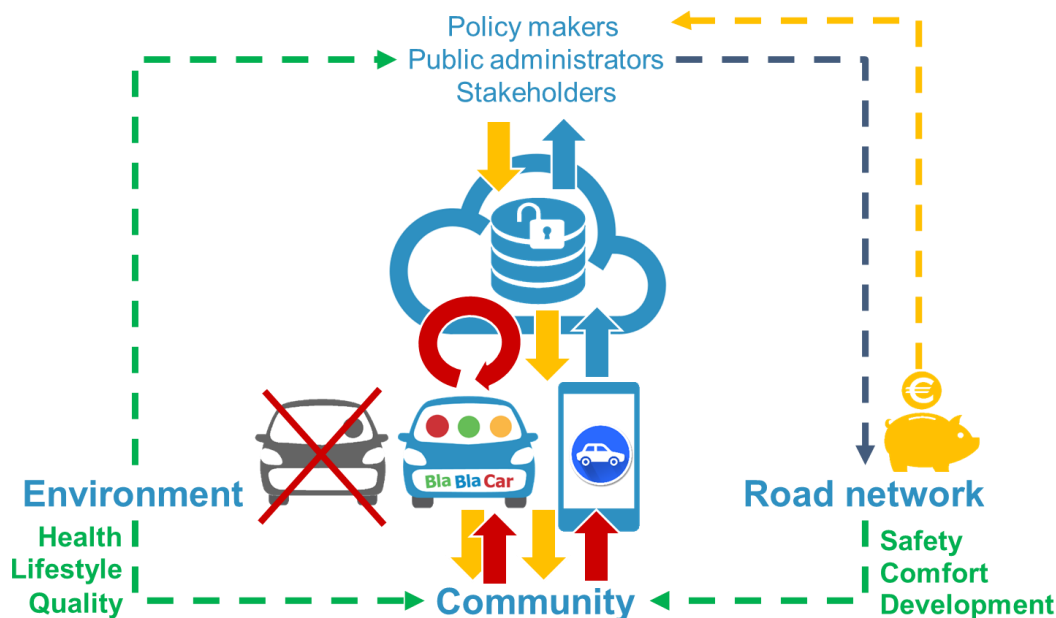 Policy makers
Public administrators
Stakeholders
€
Bla Bla Car
Environment
Road network
Health
Lifestyle
Quality
Safety
Comfort
Development
Community